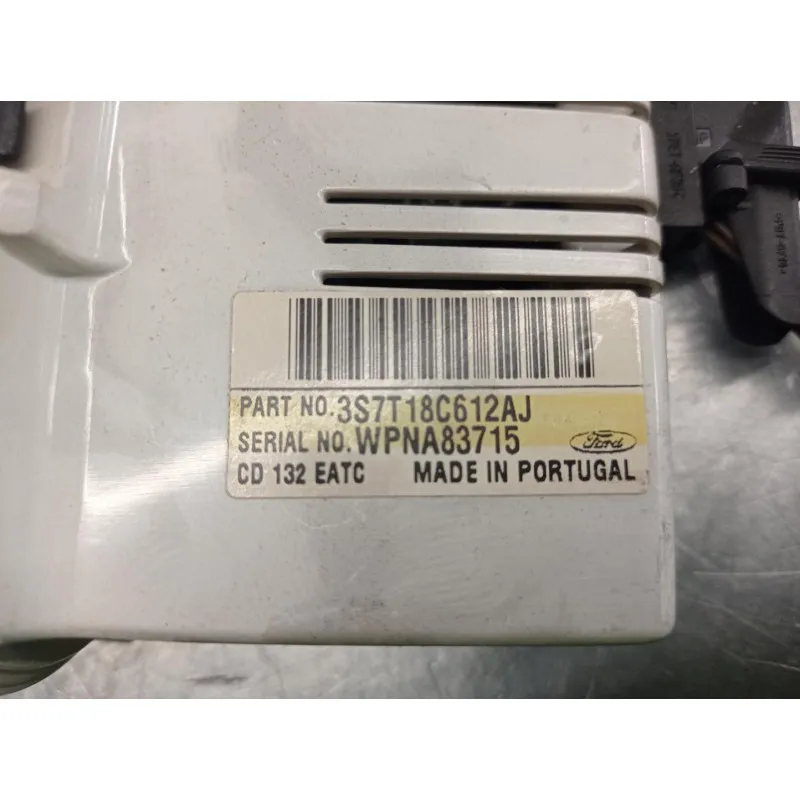 PART NO. 3S7T18C612AJ
SERIAL NO. WPNA83715
Ford
CD 132 EATC MADE IN PORTUGAL